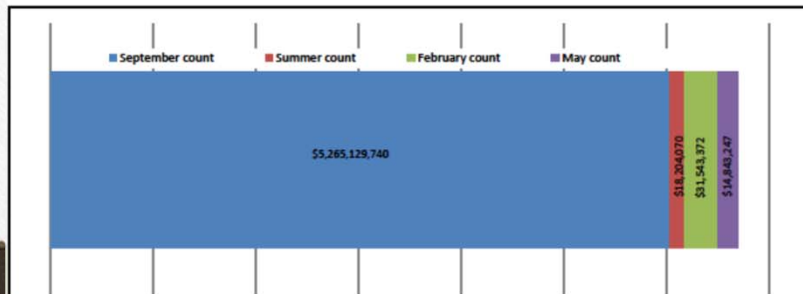 September count Summer count February count May count
$5,265,129,740
$18,204,070
$31,543,372
$14,843,247